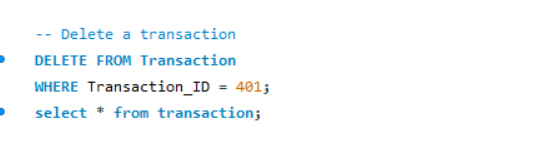 -- Delete a transaction
DELETE FROM Transaction
WHERE Transaction_ID = 401;
select * from transaction;